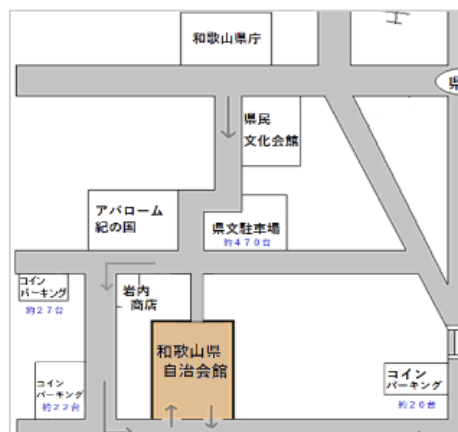 和歌山県庁
県
県民
文化会館
アバローム
紀の国
県文駐車場
約470台
コイン
パーキング
約27台
岩内
商店
和歌山県
自治会館
コイン
パーキング
約22台
コイン
パーキング
約20台